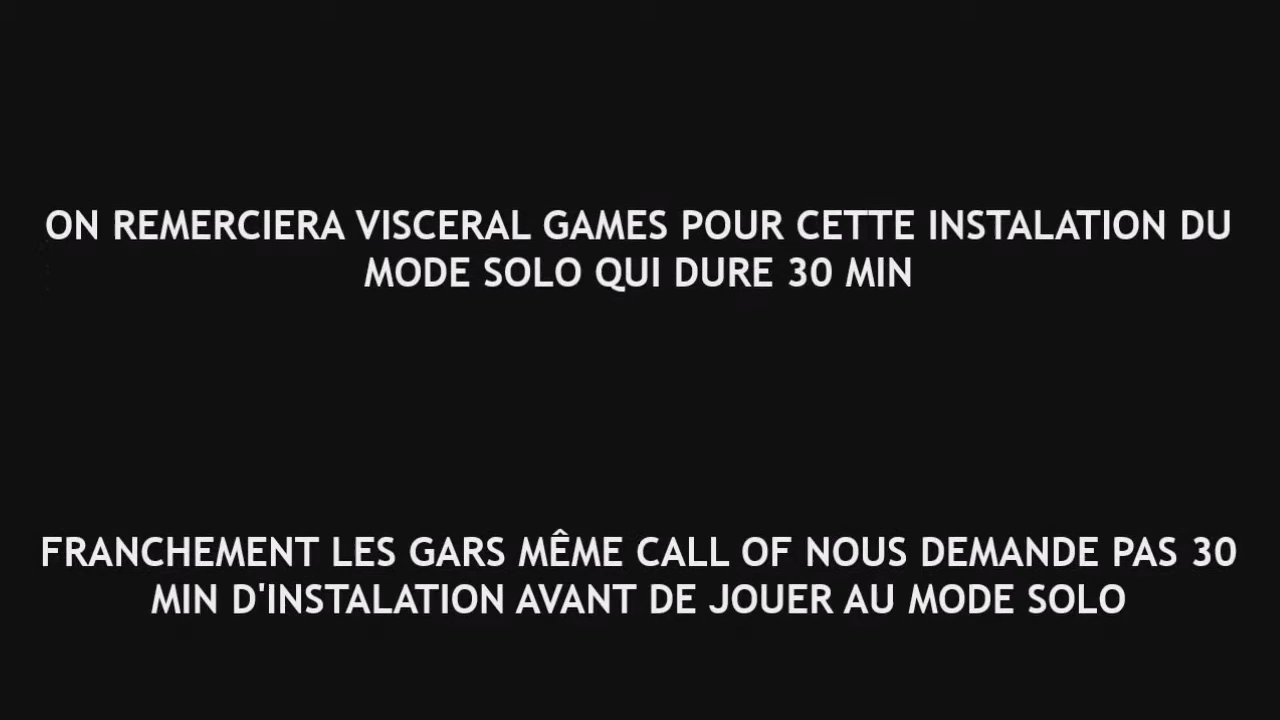 ON REMERCIERA VISCERAL GAMES POUR CETTE INSTALATION DU
MODE SOLO QUI DURE 30 MIN
FRANCHEMENT LES GARS MÊME CALL OF NOUS DEMANDE PAS 30
MIN D'INSTALATION AVANT DE JOUER AU MODE SOLO